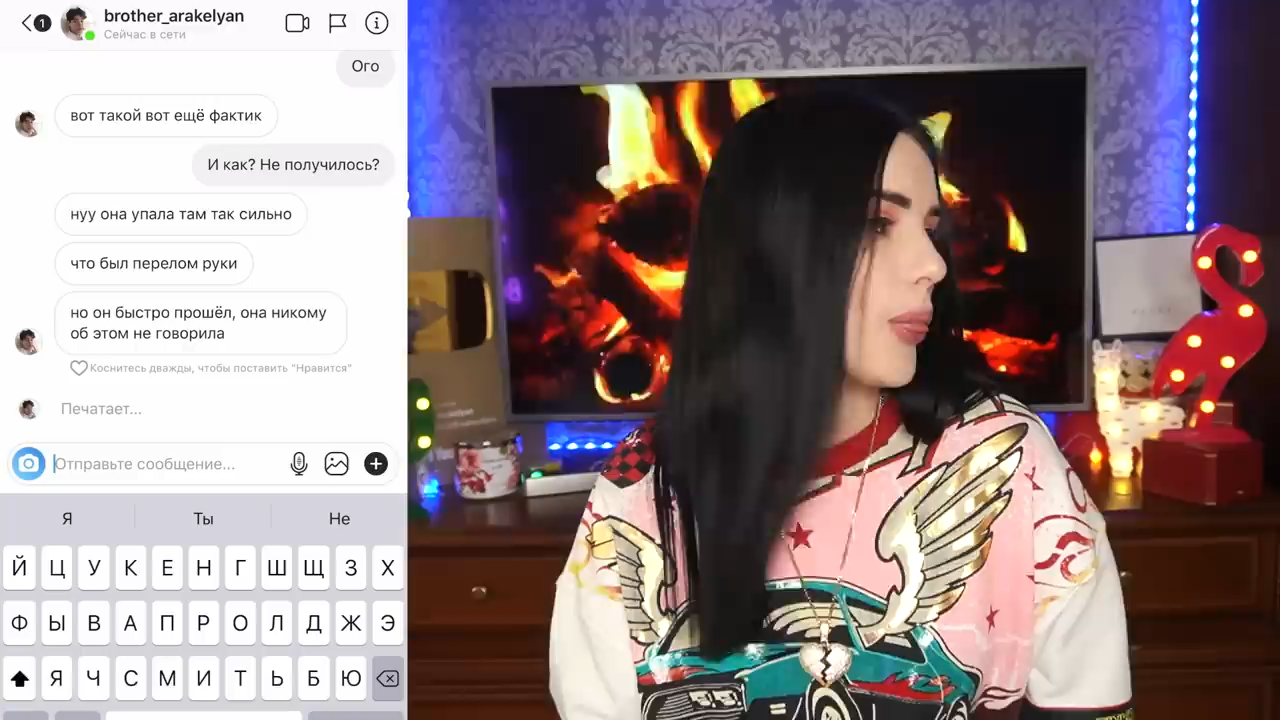 1
brother_arakelyan
Сейчас в сети
Ого
вот такой вот ещё фактик
И как? Не получилось?
нуу она упала там так сильно
что был перелом руки
но он быстро прошёл, она никому
об этом не говорила
Коснитесь дважды, чтобы поставить "Нравится"
Печатает...
Отправьте сообщение...
Я Ты Не
Й Ц У К Е Н Г Ш Щ З Х
Ф Ы В А П Р О Л Д Ж Э
Я Ч С М И Т Ь Б Ю